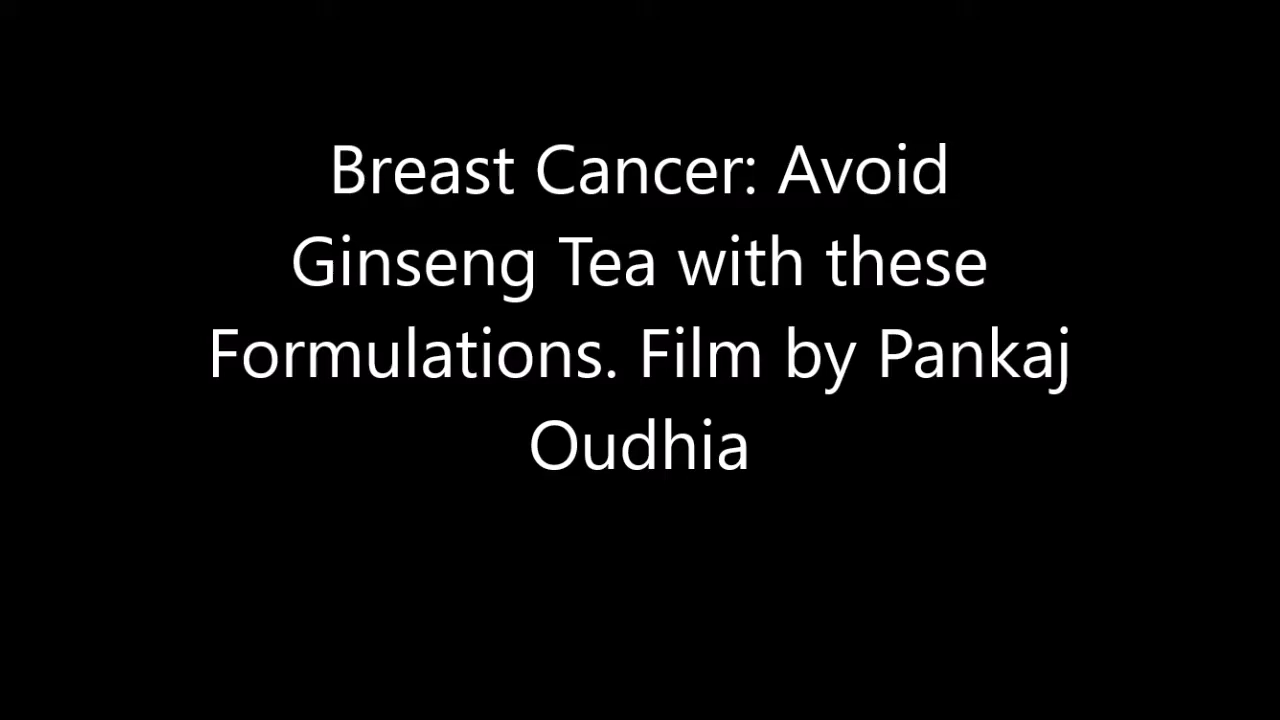 Breast Cancer: Avoid
Ginseng Tea with these
Formulations. Film by Pankaj
Oudhia